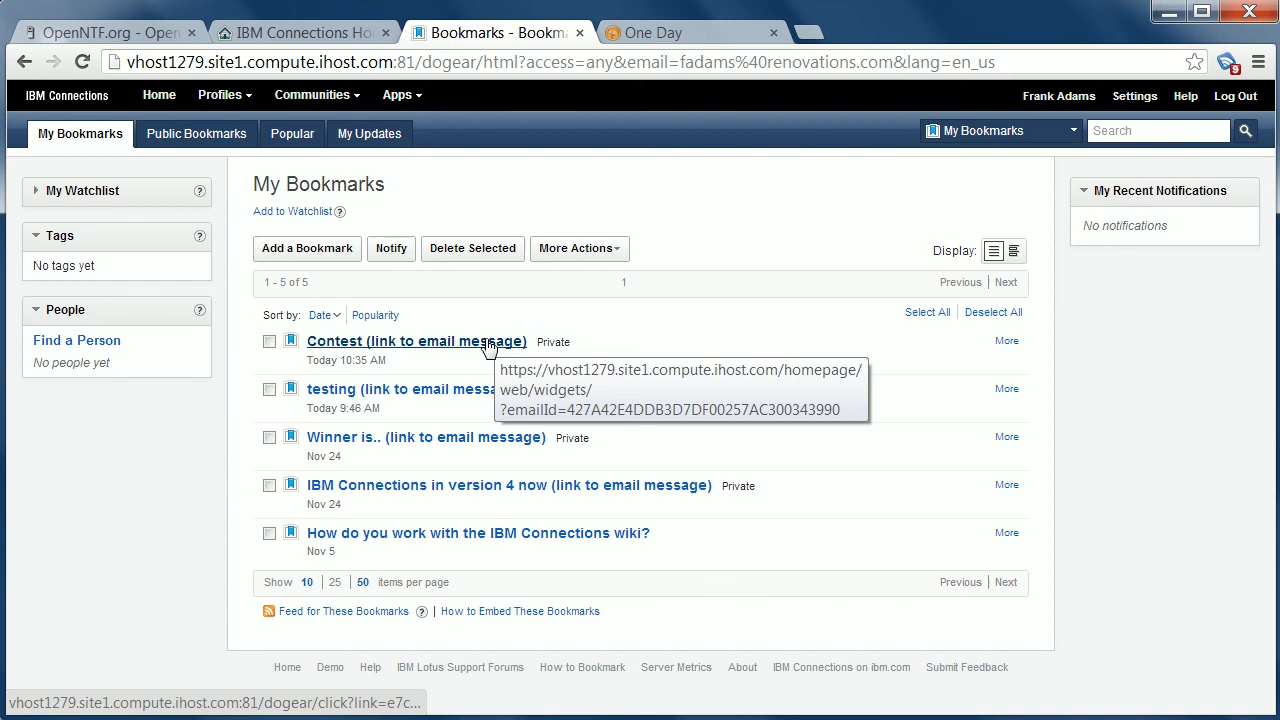 OpenNTF.org - Open
IBM Connections Ho
Bookmarks - Bookm
One Day
vhost1279.site1.compute.ihost.com:81/dogear/html?access=any&email=fadams%40renovations.com&lang=en_us
9
IBM Connections
Home
Profiles
Communities
Apps
Frank Adams
Settings
Help
Log Out
My Bookmarks
Public Bookmarks
Popular
My Updates
My Bookmarks
Search
My Watchlist
?
Tags
?
No tags yet
People
?
Find a Person
No people yet
My Bookmarks
Add to Watchlist ?
Add a Bookmark
Notify
Delete Selected
More Actions
Display:
1 - 5 of 5
1
Previous | Next
Sort by: Date | Popularity
Select All | Deselect All
Contest (link to email message) Private
More
Today 10:35 AM
https://vhost1279.site1.compute.ihost.com/homepage/
web/widgets/
?emailId=427A42E4DDB3D7DF00257AC300343990
testing (link to email messa
More
Today 9:46 AM
Winner is.. (link to email message) Private
More
Nov 24
IBM Connections in version 4 now (link to email message) Private
More
Nov 24
How do you work with the IBM Connections wiki?
More
Nov 5
Show 10 | 25 | 50 items per page
Previous | Next
Feed for These Bookmarks ? | How to Embed These Bookmarks
My Recent Notifications
No notifications
Home
Demo
Help
IBM Lotus Support Forums
How to Bookmark
Server Metrics
About
IBM Connections on ibm.com
Submit Feedback
vhost1279.site1.compute.ihost.com:81/dogear/click?link=e7c...